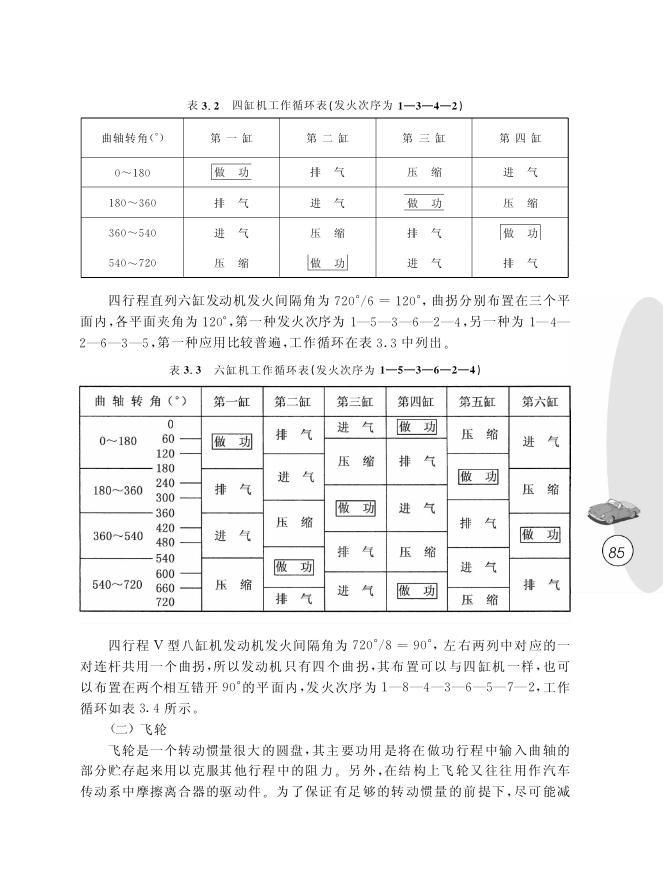 表 3.2 四缸机工作循环表(发火次序为 1—3—4—2)
曲轴转角(°) 第一缸 第二缸 第三缸 第四缸
0～180 做功 排气 压缩 进气
180～360 排气 进气 做功 压缩
360～540 进气 压缩 排气 做功
540～720 压缩 做功 进气 排气
四行程直列六缸发动机发火间隔角为 720°/6 = 120°, 曲拐分别布置在三个平
面内,各平面夹角为 120°,第一种发火次序为 1—5—3—6—2—4,另一种为 1—4—
2—6—3—5,第一种应用比较普遍,工作循环在表 3.3 中列出。
表 3.3 六缸机工作循环表(发火次序为 1—5—3—6—2—4)
曲轴转角(°) 第一缸 第二缸 第三缸 第四缸 第五缸 第六缸
0 进气 做功
0～180 60 做功 排气 压缩 进气
120 压缩 排气
180
180～360 240 排气 进气 做功 压缩
300 做功 进气
360
360～540 420 进气 压缩 排气 做功
480
540 排气 压缩
600 做功 进气
540～720 660 压缩 进气 做功 排气
720 排气 压缩
四行程 V 型八缸机发动机发火间隔角为 720°/8 = 90°, 左右两列中对应的一
对连杆共用一个曲拐,所以发动机只有四个曲拐,其布置可以与四缸机一样,也可
以布置在两个相互错开 90°的平面内,发火次序为 1—8—4—3—6—5—7—2,工作
循环如表 3.4 所示。
(二) 飞轮
飞轮是一个转动惯量很大的圆盘,其主要功用是将在做功行程中输入曲轴的
部分贮存起来用以克服其他行程中的阻力。另外,在结构上飞轮又往往用作汽车
传动系中摩擦离合器的驱动件。为了保证有足够的转动惯量的前提下,尽可能减
85